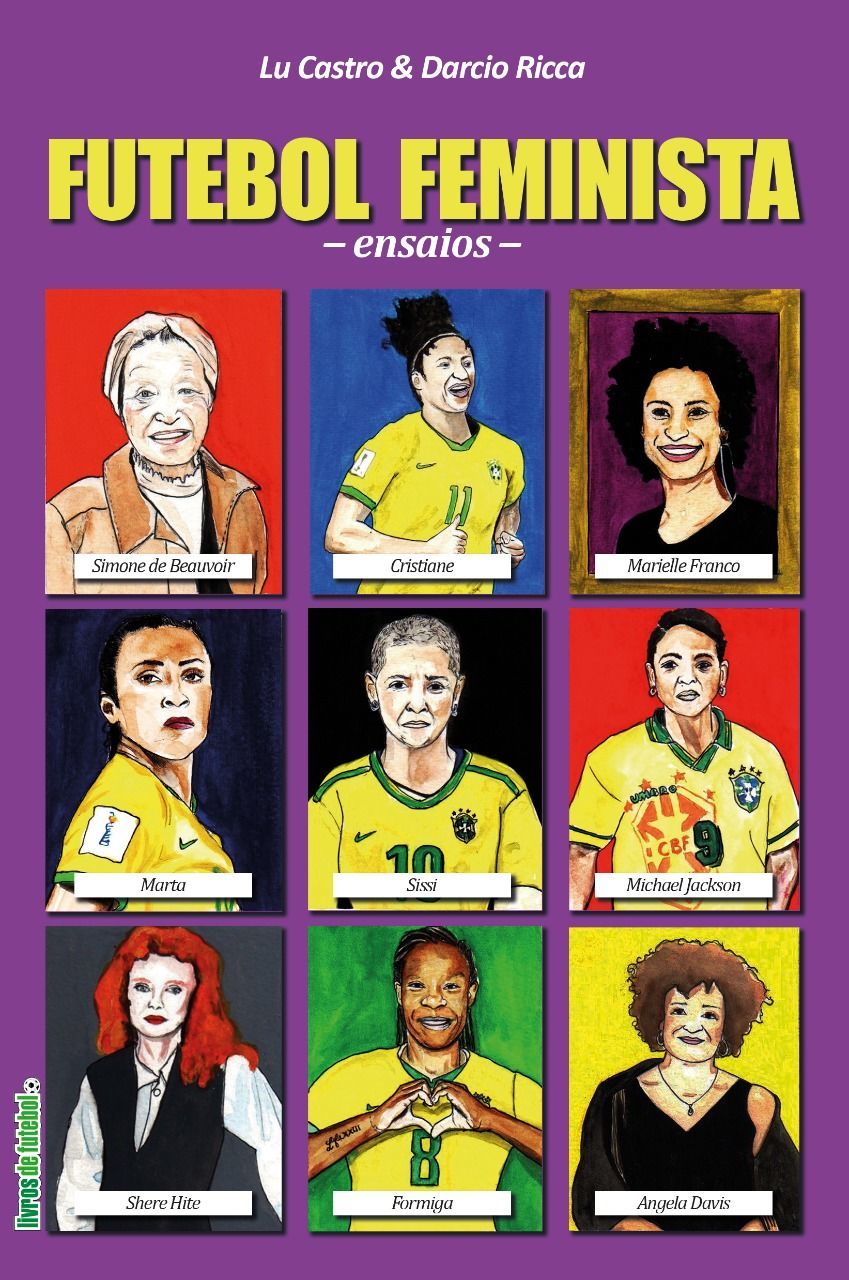 Lu Castro & Darcio Ricca
FUTEBOL FEMINISTA
– ensaios –
11
Simone de Beauvoir
Cristiane
Marielle Franco
10
UMBRO
CBF
9
Marta
Sissi
Michael Jackson
8
Shere Hite
Formiga
Angela Davis
livros de futebol